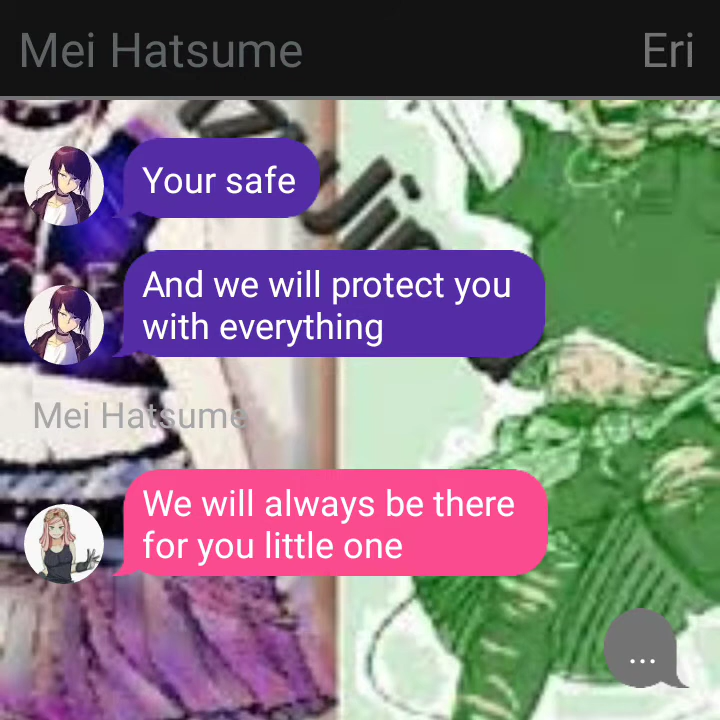 Mei Hatsume Eri
Your safe
And we will protect you
with everything
Mei Hatsume
We will always be there
for you little one
...